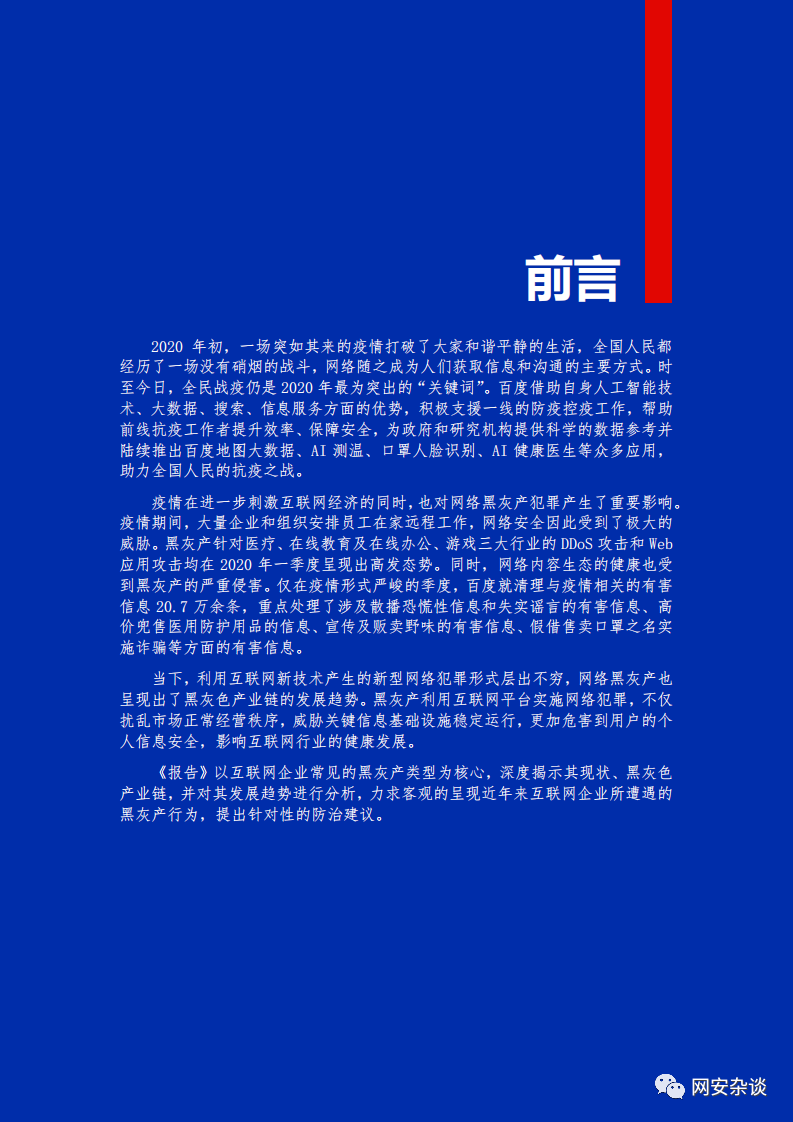 前言
2020 年初，一场突如其来的疫情打破了大家和谐平静的生活，全国人民都
经历了一场没有硝烟的战斗，网络随之成为人们获取信息和沟通的主要方式。时
至今日，全民战疫仍是 2020 年最为突出的“关键词”。百度借助自身人工智能技
术、大数据、搜索、信息服务方面的优势，积极支援一线的防疫控疫工作，帮助
前线抗疫工作者提升效率、保障安全，为政府和研究机构提供科学的数据参考并
陆续推出百度地图大数据、AI 测温、口罩人脸识别、AI 健康医生等众多应用，
助力全国人民的抗疫之战。
疫情在进一步刺激互联网经济的同时，也对网络黑灰产犯罪产生了重要影响。
疫情期间，大量企业和组织安排员工在家远程工作，网络安全因此受到了极大的
威胁。黑灰产针对医疗、在线教育及在线办公、游戏三大行业的 DDoS 攻击和 Web
应用攻击均在 2020 年一季度呈现出高发态势。同时，网络内容生态的健康也受
到黑灰产的严重侵害。仅在疫情形式严峻的季度，百度就清理与疫情相关的有害
信息 20.7 万余条，重点处理了涉及散播恐慌性信息和失实谣言的有害信息、高
价兜售医用防护用品的信息、宣传及贩卖野味的有害信息、假借售卖口罩之名实
施诈骗等方面的有害信息。
当下，利用互联网新技术产生的新型网络犯罪形式层出不穷，网络黑灰产也
呈现出了黑灰色产业链的发展趋势。黑灰产利用互联网平台实施网络犯罪，不仅
扰乱市场正常经营秩序，威胁关键信息基础设施稳定运行，更加危害到用户的个
人信息安全，影响互联网行业的健康发展。
《报告》以互联网企业常见的黑灰产类型为核心，深度揭示其现状、黑灰色
产业链，并对其发展趋势进行分析，力求客观的呈现近年来互联网企业所遭遇的
黑灰产行为，提出针对性的防治建议。
网安杂谈